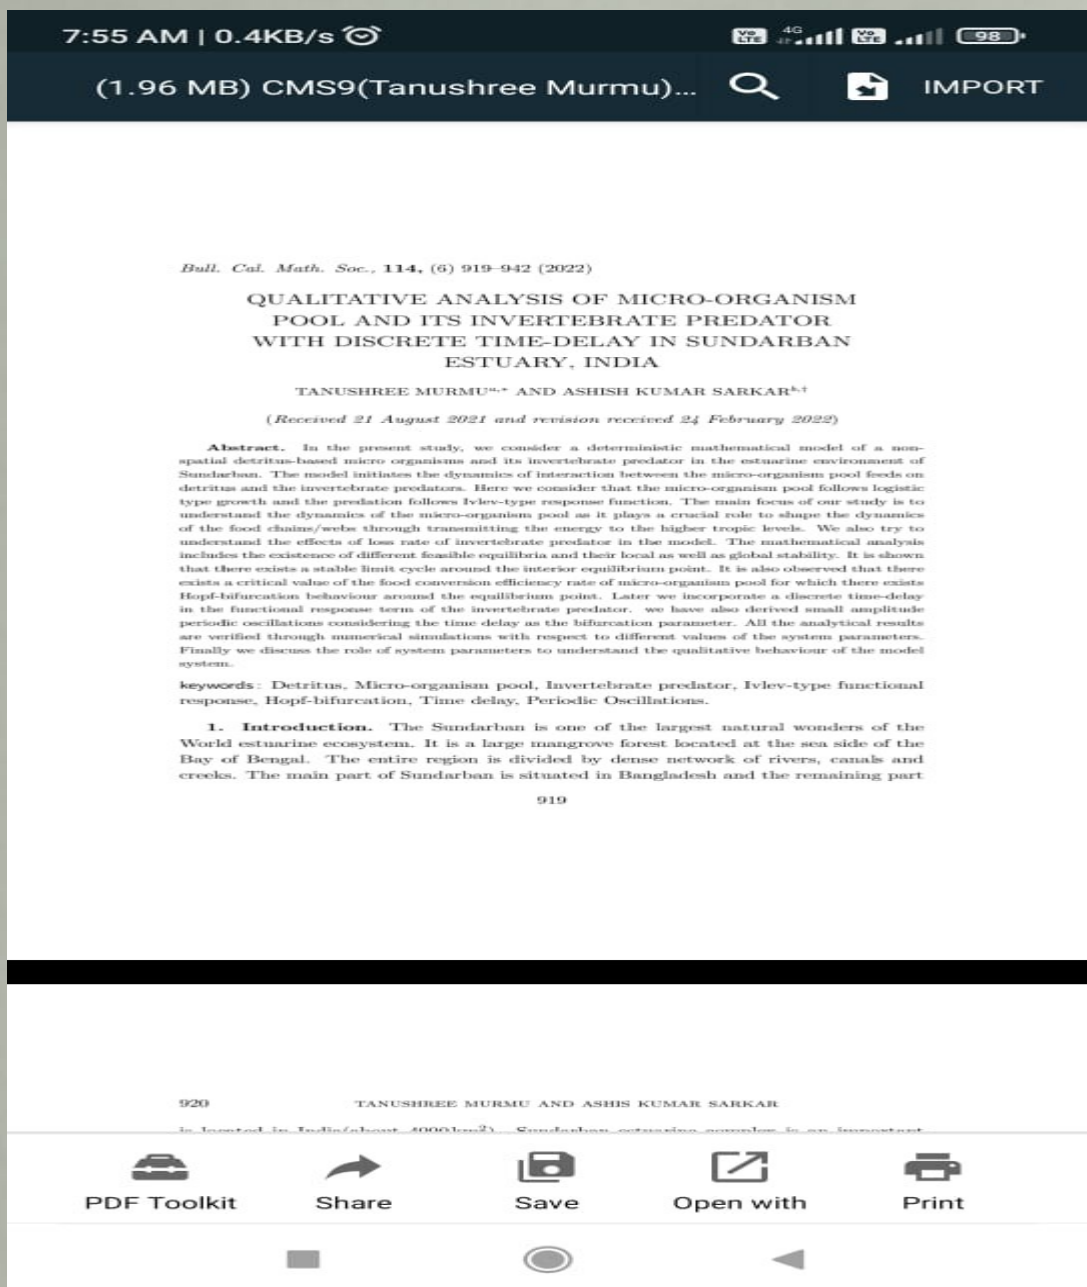 7:55 AM | 0.4KB/s
Vo LTE 4G Vo LTE 98
(1.96 MB) CMS9(Tanushree Murmu)... IMPORT
Bull. Cal. Math. Soc., 114, (6) 919–942 (2022)
QUALITATIVE ANALYSIS OF MICRO-ORGANISM
POOL AND ITS INVERTEBRATE PREDATOR
WITH DISCRETE TIME-DELAY IN SUNDARBAN
ESTUARY, INDIA
TANUSHREE MURMUa,* AND ASHISH KUMAR SARKARb,†
(Received 21 August 2021 and revision received 24 February 2022)
Abstract. In the present study, we consider a deterministic mathematical model of a non-
spatial detritus-based micro organisms and its invertebrate predator in the estuarine environment of
Sundarban. The model initiates the dynamics of interaction between the micro-organism pool feeds on
detritus and the invertebrate predators. Here we consider that the micro-organism pool follows logistic
type growth and the predation follows Ivlev-type response function. The main focus of our study is to
understand the dynamics of the micro-organism pool as it plays a crucial role to shape the dynamics
of the food chains/webs through transmitting the energy to the higher tropic levels. We also try to
understand the effects of loss rate of invertebrate predator in the model. The mathematical analysis
includes the existence of different feasible equilibria and their local as well as global stability. It is shown
that there exists a stable limit cycle around the interior equilibrium point. It is also observed that there
exists a critical value of the food conversion efficiency rate of micro-organism pool for which there exists
Hopf-bifurcation behaviour around the equilibrium point. Later we incorporate a discrete time-delay
in the functional response term of the invertebrate predator. we have also derived small amplitude
periodic oscillations considering the time delay as the bifurcation parameter. All the analytical results
are verified through numerical simulations with respect to different values of the system parameters.
Finally we discuss the role of system parameters to understand the qualitative behaviour of the model
system.
keywords : Detritus, Micro-organism pool, Invertebrate predator, Ivlev-type functional
response, Hopf-bifurcation, Time delay, Periodic Oscillations.
1. Introduction. The Sundarban is one of the largest natural wonders of the
World estuarine ecosystem. It is a large mangrove forest located at the sea side of the
Bay of Bengal. The entire region is divided by dense network of rivers, canals and
creeks. The main part of Sundarban is situated in Bangladesh and the remaining part
919
920 TANUSHREE MURMU AND ASHIS KUMAR SARKAR
is located in India(about 4000km2). Sundarban estuarine complex is an important
PDF Toolkit Share Save Open with Print